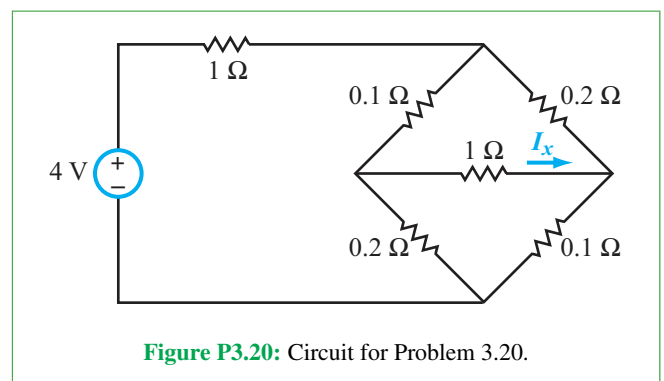 1 Ω
0.1 Ω
0.2 Ω
4 V
+
−
1 Ω
Iₓ
0.2 Ω
0.1 Ω
Figure P3.20: Circuit for Problem 3.20.